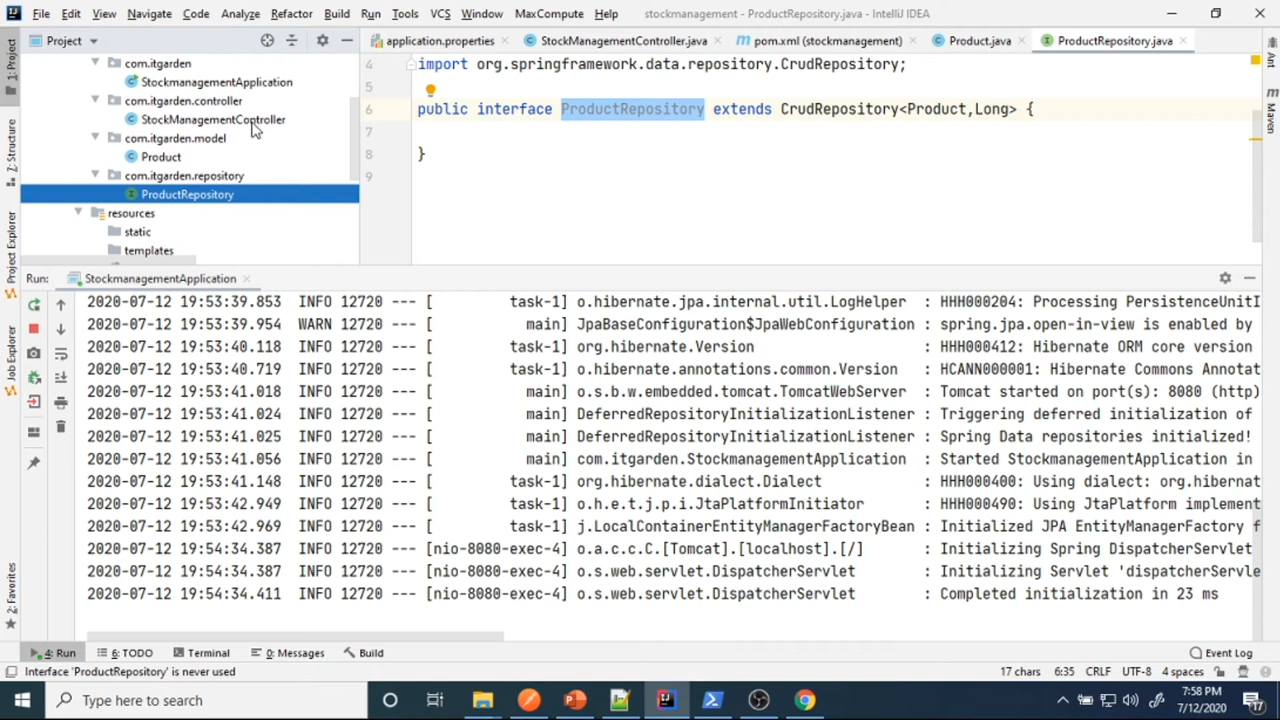 File Edit View Navigate Code Analyze Refactor Build Run Tools VCS Window MaxCompute Help stockmanagement - ProductRepository.java - IntelliJ IDEA
Project
application.properties StockManagementController.java pom.xml (stockmanagement) Product.java ProductRepository.java
com.itgarden
StockmanagementApplication
com.itgarden.controller
StockManagementController
com.itgarden.model
Product
com.itgarden.repository
ProductRepository
resources
static
templates
4 import org.springframework.data.repository.CrudRepository;
5
6 public interface ProductRepository extends CrudRepository<Product,Long> {
7
8 }
9
1: Project
Z: Structure
Project Explorer
Job Explorer
2: Favorites
Ant
Maven
Run: StockmanagementApplication
2020-07-12 19:53:39.853 INFO 12720 --- [ task-1] o.hibernate.jpa.internal.util.LogHelper : HHH000204: Processing PersistenceUnitI
2020-07-12 19:53:39.954 WARN 12720 --- [ main] JpaBaseConfiguration$JpaWebConfiguration : spring.jpa.open-in-view is enabled by
2020-07-12 19:53:40.118 INFO 12720 --- [ task-1] org.hibernate.Version : HHH000412: Hibernate ORM core version
2020-07-12 19:53:40.719 INFO 12720 --- [ task-1] o.hibernate.annotations.common.Version : HCANN000001: Hibernate Commons Annotat
2020-07-12 19:53:41.018 INFO 12720 --- [ main] o.s.b.w.embedded.tomcat.TomcatWebServer : Tomcat started on port(s): 8080 (http)
2020-07-12 19:53:41.024 INFO 12720 --- [ main] DeferredRepositoryInitializationListener : Triggering deferred initialization of
2020-07-12 19:53:41.025 INFO 12720 --- [ main] DeferredRepositoryInitializationListener : Spring Data repositories initialized!
2020-07-12 19:53:41.056 INFO 12720 --- [ main] com.itgarden.StockmanagementApplication : Started StockmanagementApplication in
2020-07-12 19:53:41.148 INFO 12720 --- [ task-1] org.hibernate.dialect.Dialect : HHH000400: Using dialect: org.hibernat
2020-07-12 19:53:42.949 INFO 12720 --- [ task-1] o.h.e.t.j.p.i.JtaPlatformInitiator : HHH000490: Using JtaPlatform implement
2020-07-12 19:53:42.969 INFO 12720 --- [ task-1] j.LocalContainerEntityManagerFactoryBean : Initialized JPA EntityManagerFactory f
2020-07-12 19:54:34.387 INFO 12720 --- [nio-8080-exec-4] o.a.c.c.C.[Tomcat].[localhost].[/] : Initializing Spring DispatcherServlet
2020-07-12 19:54:34.387 INFO 12720 --- [nio-8080-exec-4] o.s.web.servlet.DispatcherServlet : Initializing Servlet 'dispatcherServle
2020-07-12 19:54:34.411 INFO 12720 --- [nio-8080-exec-4] o.s.web.servlet.DispatcherServlet : Completed initialization in 23 ms
4: Run 6: TODO Terminal 0: Messages Build Event Log
Interface 'ProductRepository' is never used 17 chars 6:35 CRLF UTF-8 4 spaces
Type here to search
7:58 PM
7/12/2020
17